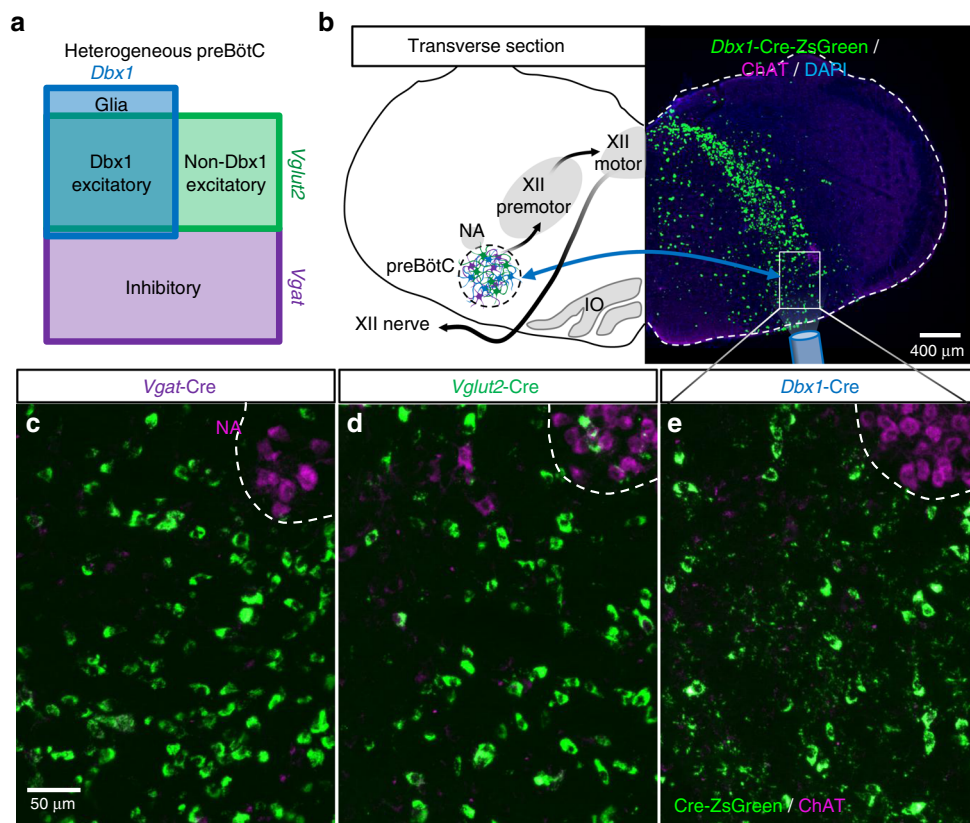 a
Heterogeneous preBötC
Dbx1
Glia
Dbx1
excitatory
Non-Dbx1
excitatory
Vglut2
Inhibitory
Vgat
b
Transverse section
Dbx1-Cre-ZsGreen /
ChAT / DAPI
XII
motor
XII
premotor
NA
preBötC
IO
XII nerve
400 μm
Vgat-Cre
Vglut2-Cre
Dbx1-Cre
c
NA
d
e
50 μm
Cre-ZsGreen / ChAT